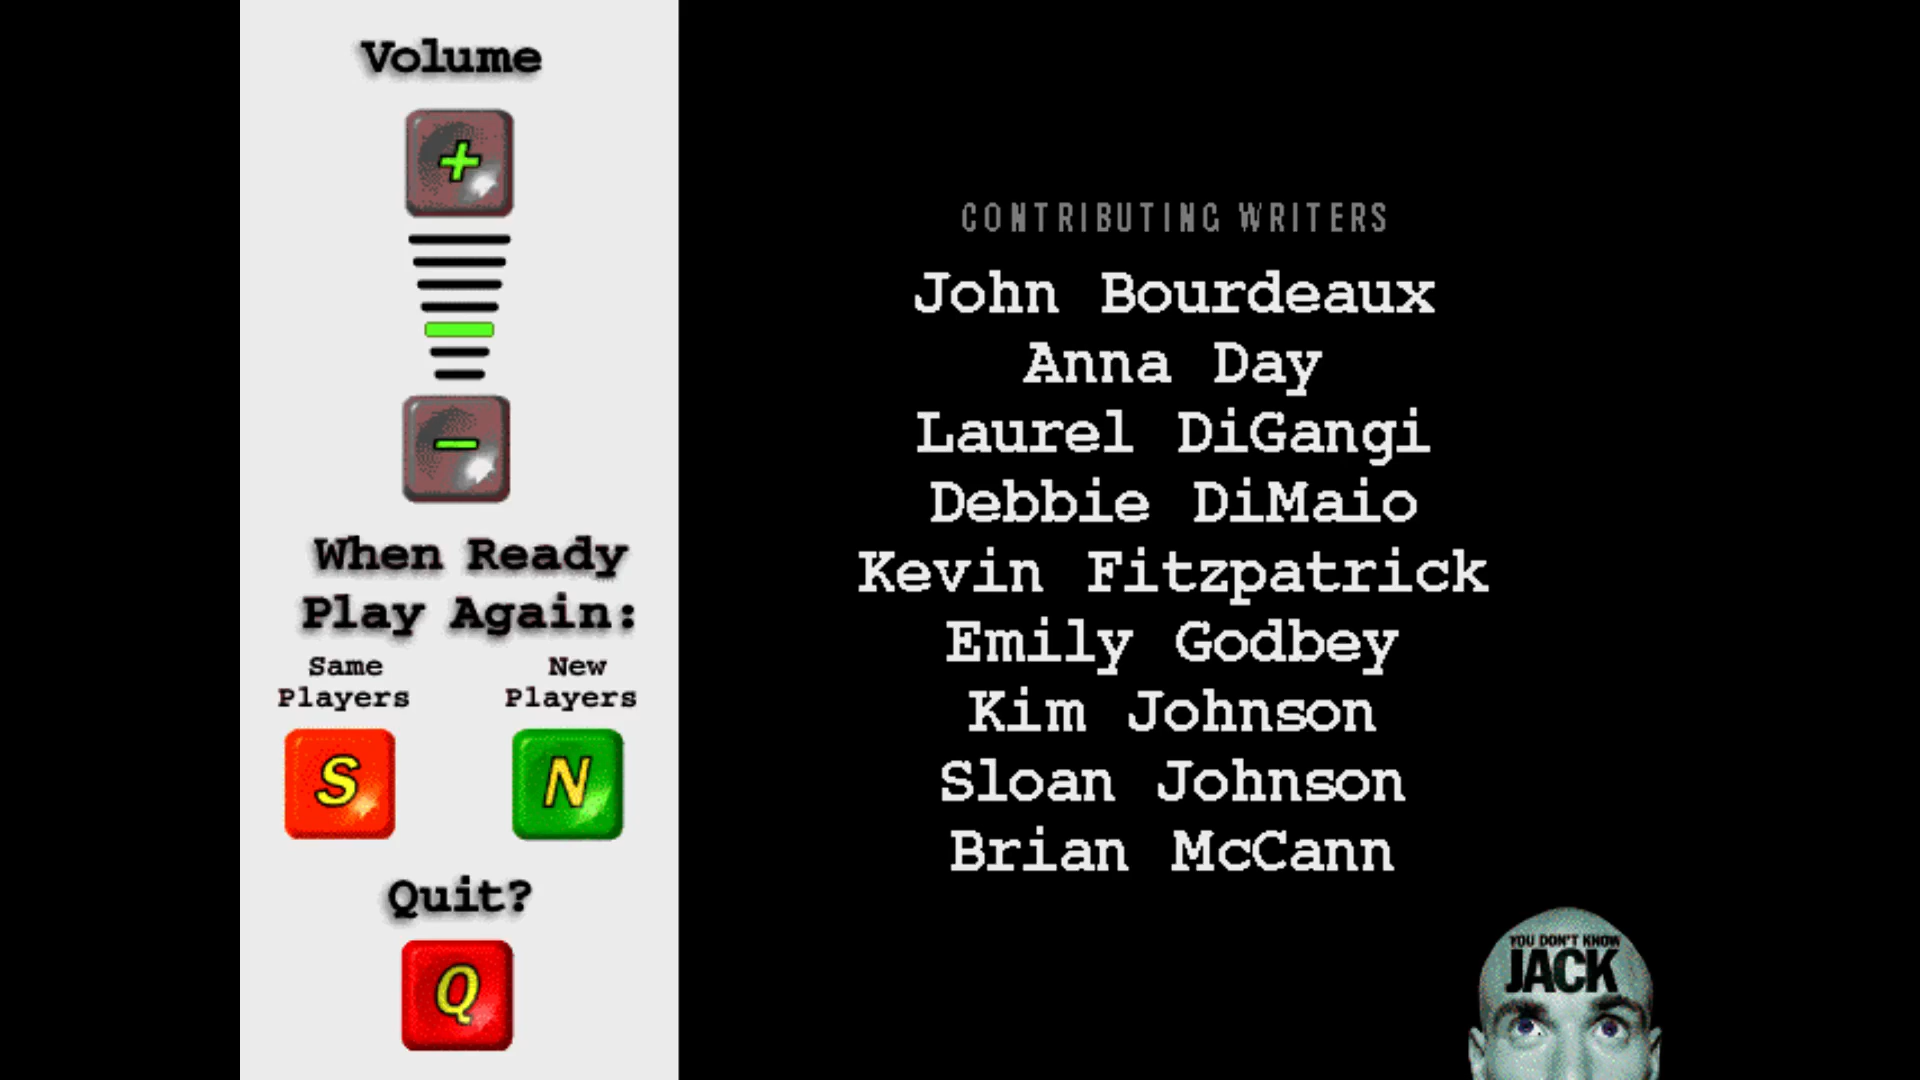 Volume
+
-
When Ready
Play Again:
Same Players
New Players
S
N
Quit?
Q
CONTRIBUTING WRITERS
John Bourdeaux
Anna Day
Laurel DiGangi
Debbie DiMaio
Kevin Fitzpatrick
Emily Godbey
Kim Johnson
Sloan Johnson
Brian McCann
YOU DON'T KNOW
JACK